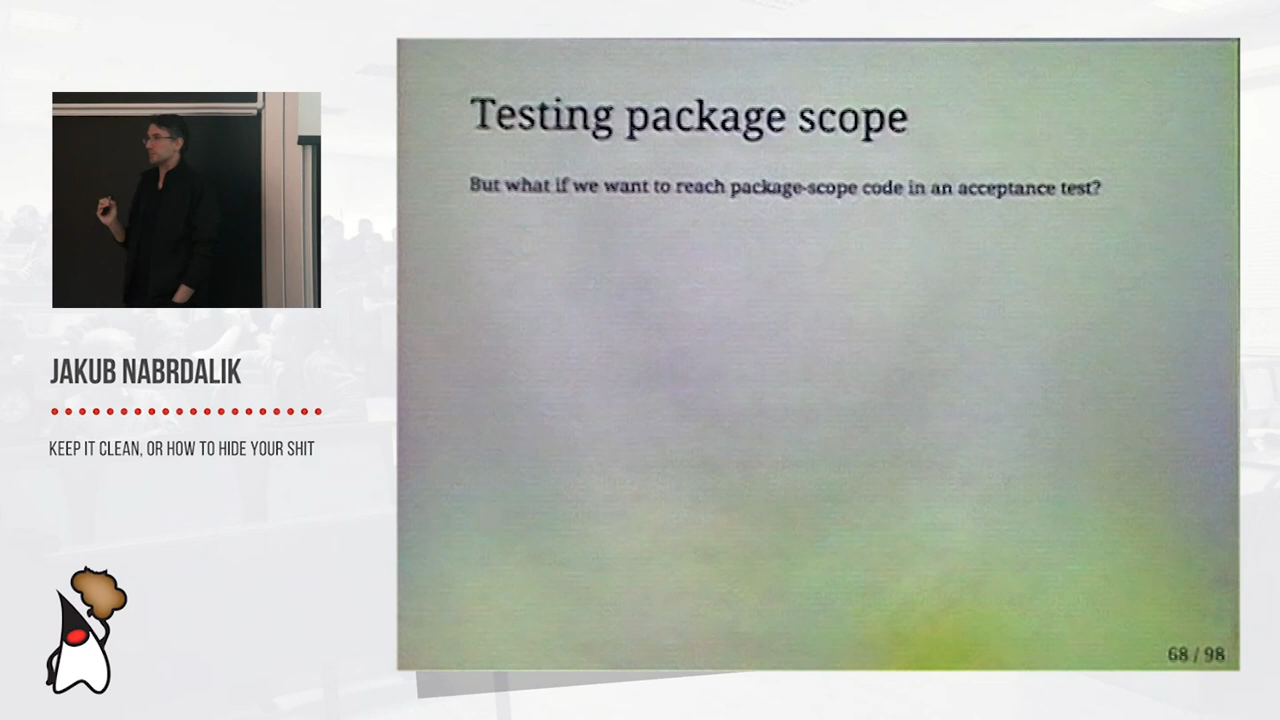 Testing package scope
But what if we want to reach package-scope code in an acceptance test?
JAKUB NABRDALIK
KEEP IT CLEAN, OR HOW TO HIDE YOUR SHIT
68 / 98